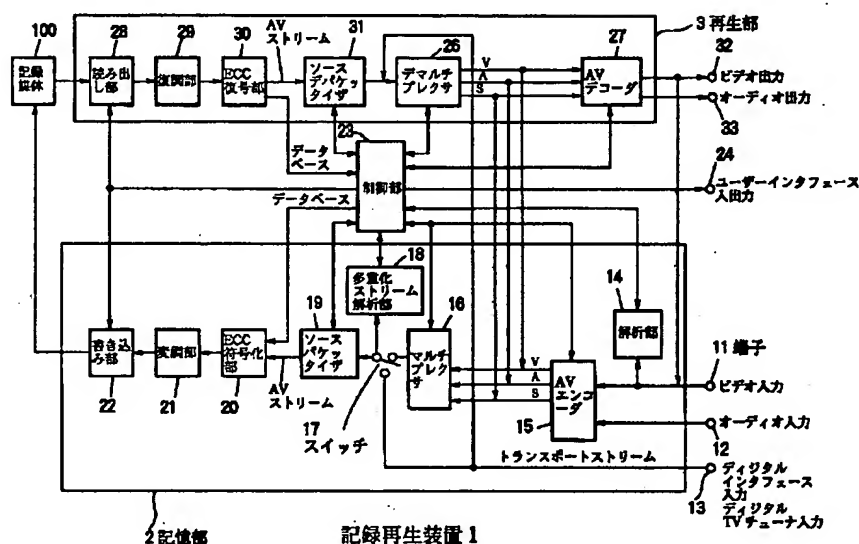 3 再生部
100
記録媒体
28
読み出し部
29
復調部
30
ECC
復号部
AV
ストリーム
31
ソース
デパケッ
タイザ
26
デマルチ
プレクサ
V
A
S
27
AV
デコーダ
32
ビデオ出力
オーディオ出力
33
23
制御部
データ
ベース
データベース
24
ユーザーインタフェース
入出力
18
多重化
ストリーム
解析部
14
解析部
19
ソース
パケッ
タイザ
16
マルチ
プレク
サ
V
A
S
AV
エンコ
ーダ
15
11 端子
ビデオ入力
書き込
み部
22
変調部
21
ECC
符号化
部
20
AV
ストリーム
17
スイッチ
オーディオ入力
12
トランスポートストリーム
13
ディジタル
インタフェース
入力
ディジタル
TVチューナ入力
2 記憶部
記録再生装置 1